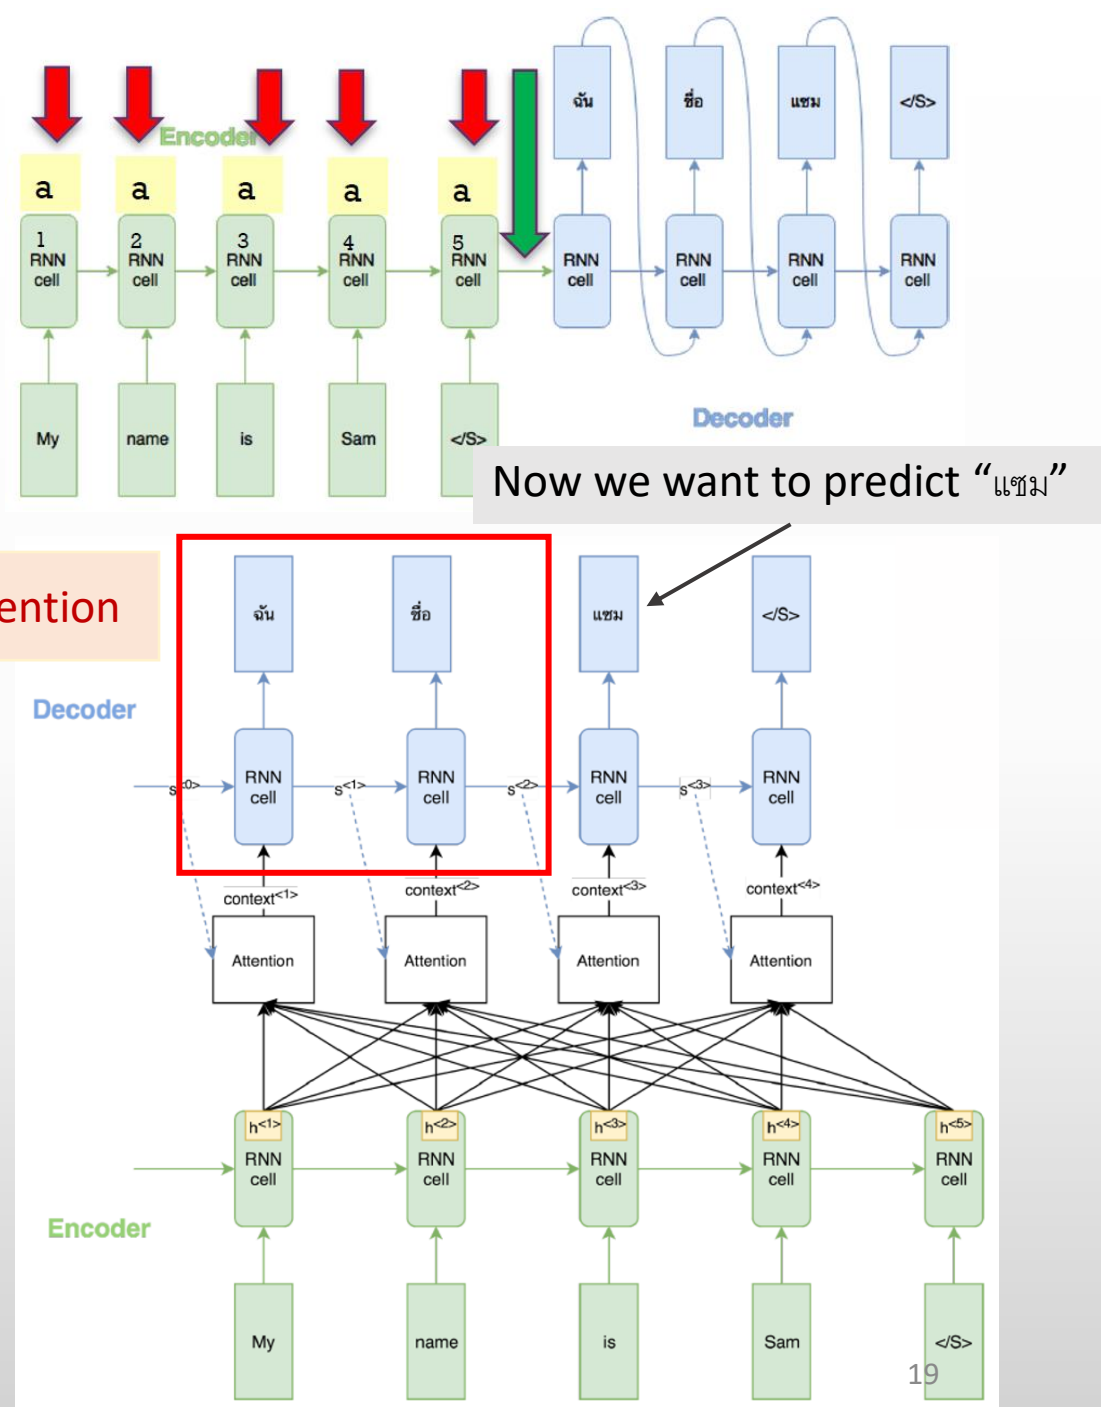 ฉัน ชื่อ แซม </S>
Encoder
a a a a a
1 2 3 4 5
RNN RNN RNN RNN RNN RNN RNN RNN RNN
cell cell cell cell cell cell cell cell cell
My name is Sam </S>
Decoder
Now we want to predict “แซม”
ention
ฉัน ชื่อ แซม </S>
Decoder
RNN RNN RNN RNN
s<0> s<1> s<2> s<3>
cell cell cell cell
context<1> context<2> context<3> context<4>
Attention Attention Attention Attention
h<1> h<2> h<3> h<4> h<5>
RNN RNN RNN RNN RNN
cell cell cell cell cell
Encoder
My name is Sam </S>
19